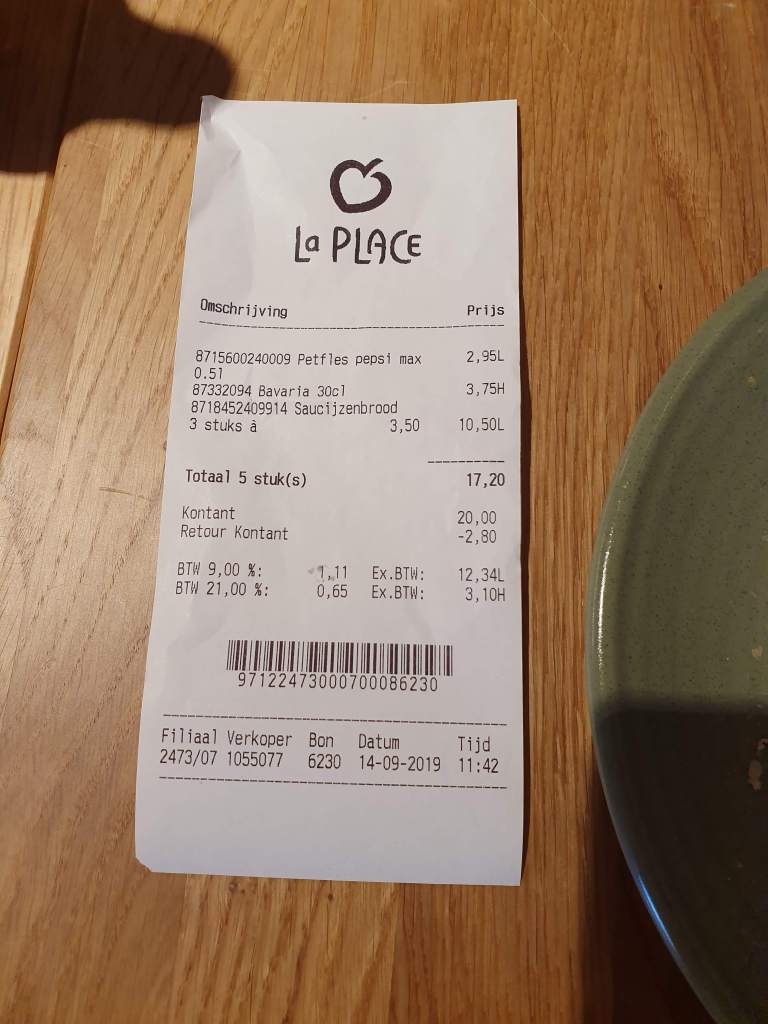 La PLACE
Omschrijving Prijs
8715600240009 Petfles pepsi max 2,95L
0.5l
87332094 Bavaria 30cl 3,75H
8718452409914 Saucijzenbrood
3 stuks à 3,50 10,50L
Totaal 5 stuk(s) 17,20
Kontant 20,00
Retour Kontant -2,80
BTW 9,00 %: 1,11 Ex.BTW: 12,34L
BTW 21,00 %: 0,65 Ex.BTW: 3,10H
97122473000700086230
Filiaal Verkoper Bon Datum Tijd
2473/07 1055077 6230 14-09-2019 11:42